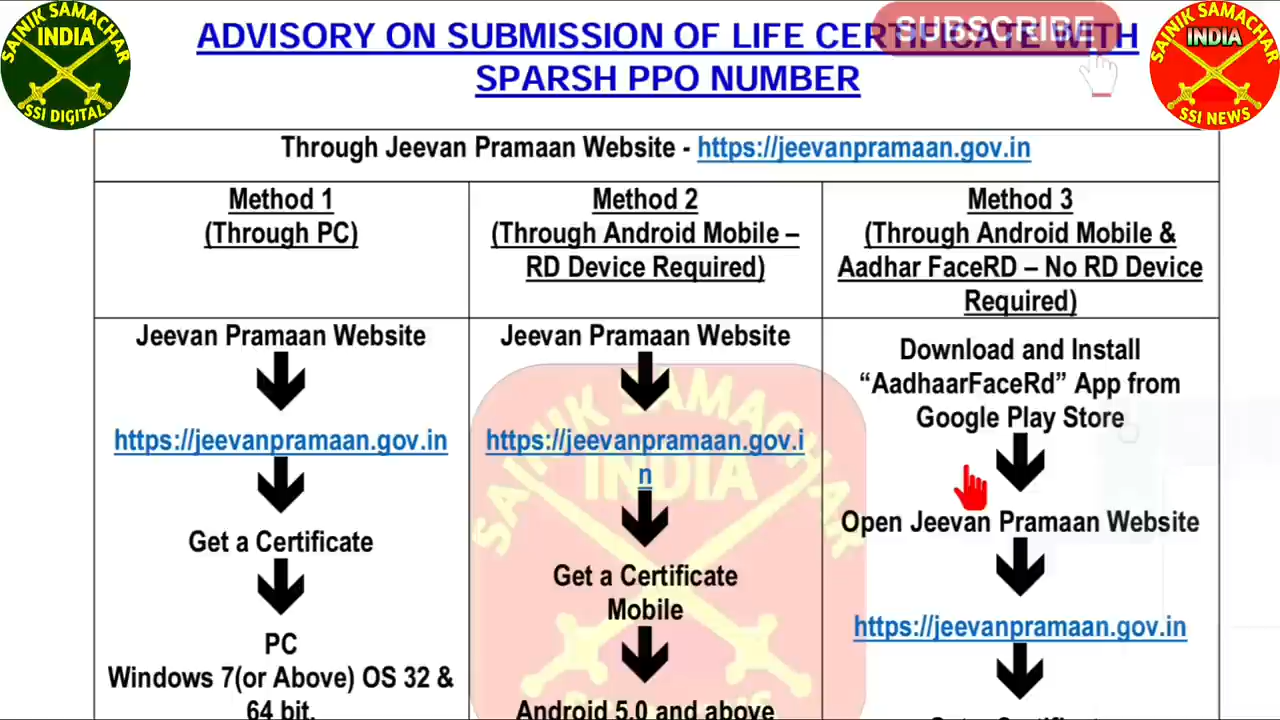 SAINIK SAMACHAR
INDIA
SSI DIGITAL
SUBSCRIBE
SAINIK SAMACHAR
INDIA
SSI NEWS
ADVISORY ON SUBMISSION OF LIFE CERTIFICATE WITH
SPARSH PPO NUMBER
Through Jeevan Pramaan Website - https://jeevanpramaan.gov.in
Method 1
(Through PC)
Jeevan Pramaan Website
https://jeevanpramaan.gov.in
Get a Certificate
PC
Windows 7(or Above) OS 32 &
64 bit.
Method 2
(Through Android Mobile –
RD Device Required)
Jeevan Pramaan Website
https://jeevanpramaan.gov.i
n
Get a Certificate
Mobile
Android 5.0 and above
Method 3
(Through Android Mobile &
Aadhar FaceRD – No RD Device
Required)
Download and Install
“AadhaarFaceRd” App from
Google Play Store
Open Jeevan Pramaan Website
https://jeevanpramaan.gov.in
SAINIK SAMACHAR
INDIA